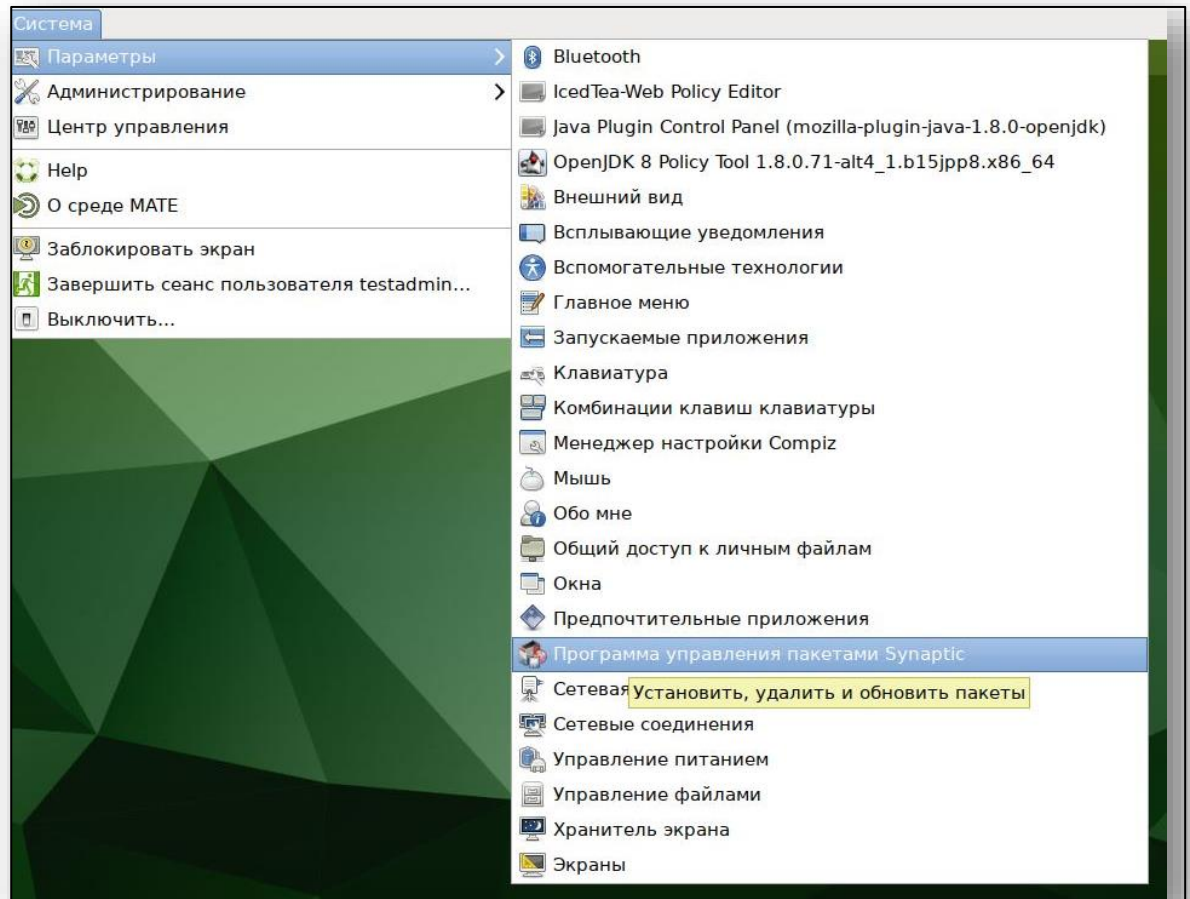 Система
Параметры
Администрирование
Центр управления
Help
О среде MATE
Заблокировать экран
Завершить сеанс пользователя testadmin...
Выключить...
Bluetooth
IcedTea-Web Policy Editor
Java Plugin Control Panel (mozilla-plugin-java-1.8.0-openjdk)
OpenJDK 8 Policy Tool 1.8.0.71-alt4_1.b15jpp8.x86_64
Внешний вид
Всплывающие уведомления
Вспомогательные технологии
Главное меню
Запускаемые приложения
Клавиатура
Комбинации клавиш клавиатуры
Менеджер настройки Compiz
Мышь
Обо мне
Общий доступ к личным файлам
Окна
Предпочтительные приложения
Программа управления пакетами Synaptic
Сетевая
Установить, удалить и обновить пакеты
Сетевые соединения
Управление питанием
Управление файлами
Хранитель экрана
Экраны